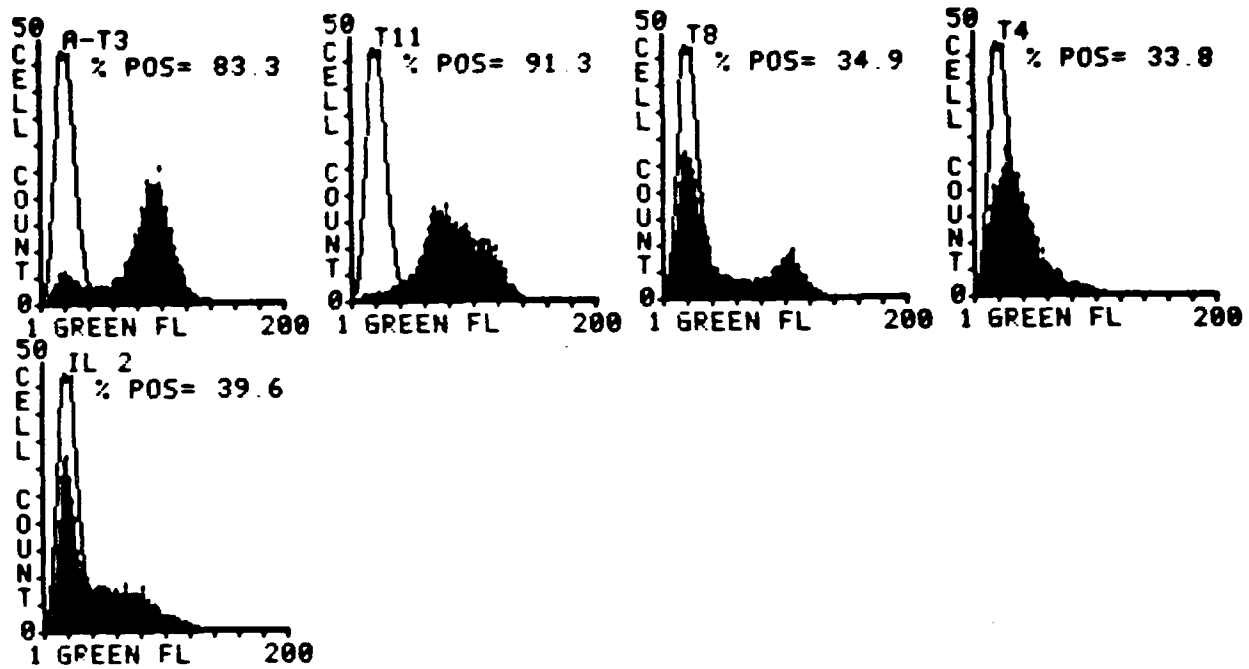 50
A-T3
% POS= 83.3
CELL COUNT
0
1 GREEN FL 200
50
T11
% POS= 91.3
CELL COUNT
0
1 GREEN FL 200
50
T8
% POS= 34.9
CELL COUNT
0
1 GREEN FL 200
50
T4
% POS= 33.8
CELL COUNT
0
1 GREEN FL 200
50
IL 2
% POS= 39.6
CELL COUNT
0
1 GREEN FL 200